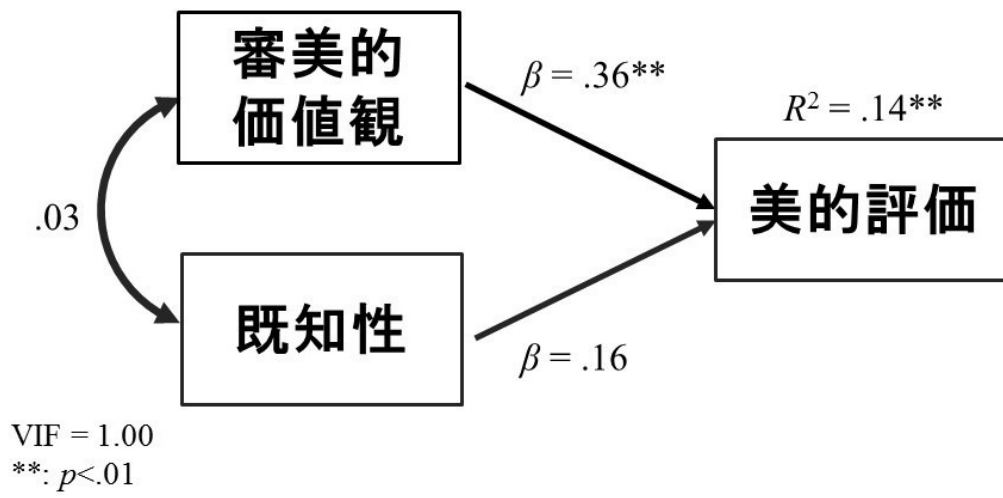 審美的
価値観
β = .36**
R² = .14**
美的評価
.03
既知性
β = .16
VIF = 1.00
**: p<.01